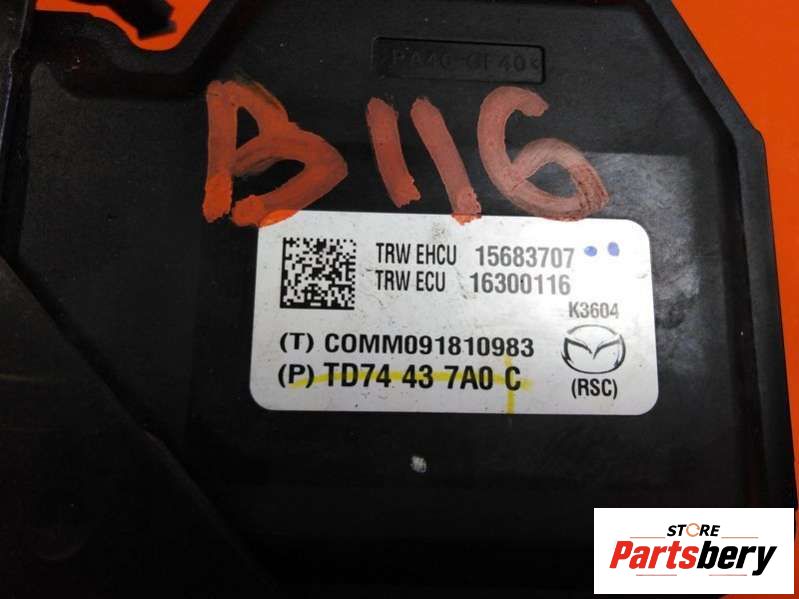 B116
TRW EHCU 15683707
TRW ECU 16300116
K3604
(T) COMM091810983
(P) TD74 43 7A0 C
(RSC)
STORE
Partsbery